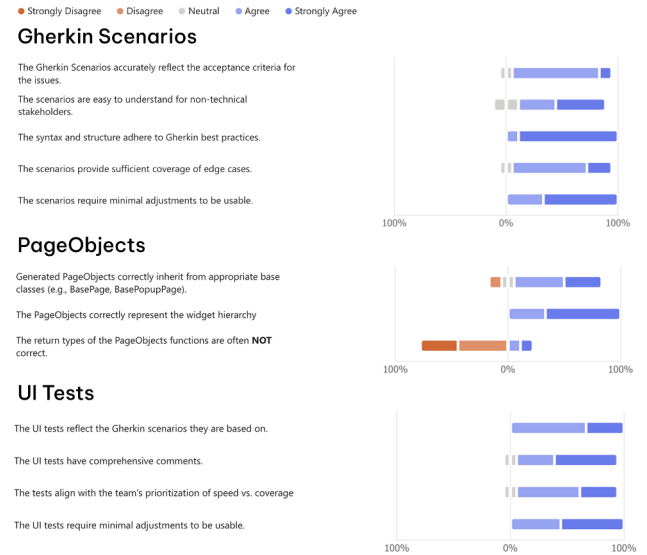 Strongly Disagree Disagree Neutral Agree Strongly Agree
Gherkin Scenarios
The Gherkin Scenarios accurately reflect the acceptance criteria for
the issues.
The scenarios are easy to understand for non-technical
stakeholders.
The syntax and structure adhere to Gherkin best practices.
The scenarios provide sufficient coverage of edge cases.
The scenarios require minimal adjustments to be usable.
100% 0% 100%
PageObjects
Generated PageObjects correctly inherit from appropriate base
classes (e.g., BasePage, BasePopupPage).
The PageObjects correctly represent the widget hierarchy
The return types of the PageObjects functions are often NOT
correct.
100% 0% 100%
UI Tests
The UI tests reflect the Gherkin scenarios they are based on.
The UI tests have comprehensive comments.
The tests align with the team's prioritization of speed vs. coverage
The UI tests require minimal adjustments to be usable.
100% 0% 100%